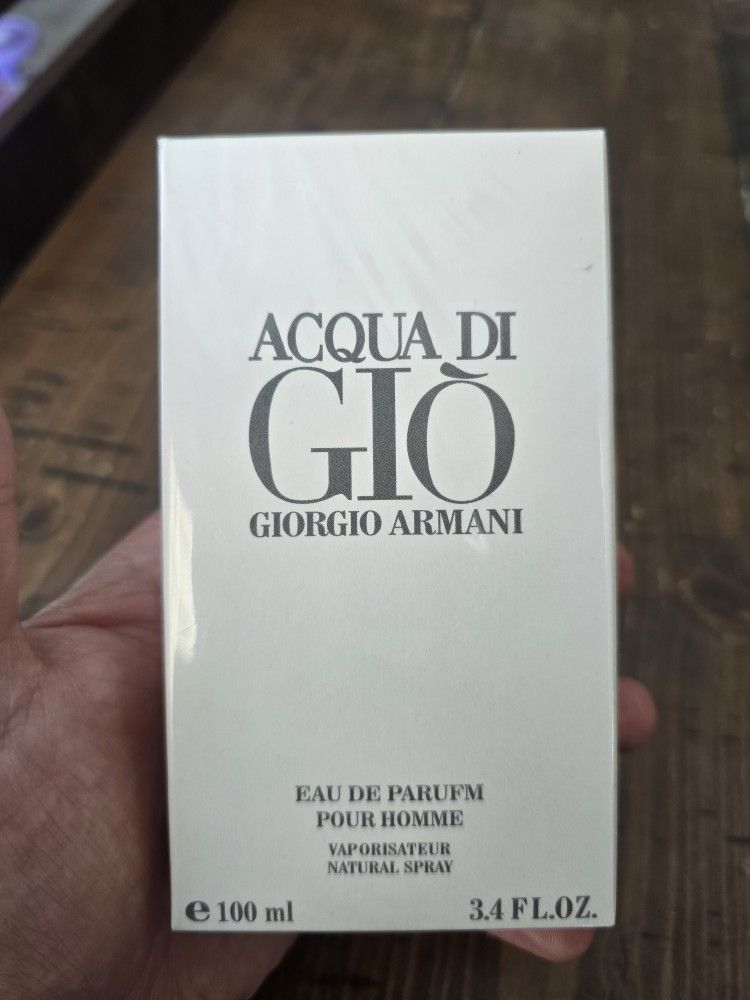 ACQUA DI
GIÒ
GIORGIO ARMANI
EAU DE PARUFM
POUR HOMME
VAPORISATEUR
NATURAL SPRAY
e 100 ml
3.4 FL.OZ.